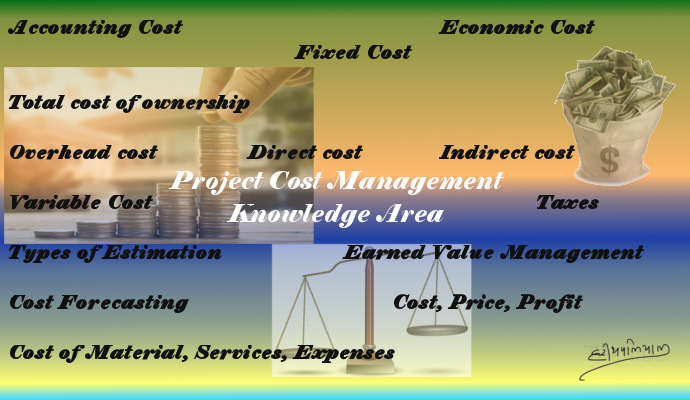 Accounting Cost Economic Cost
Fixed Cost
Total cost of ownership
Overhead cost Direct cost Indirect cost
$
Project Cost Management
Variable Cost Taxes
Knowledge Area
Types of Estimation Earned Value Management
Cost Forecasting Cost, Price, Profit
Cost of Material, Services, Expenses